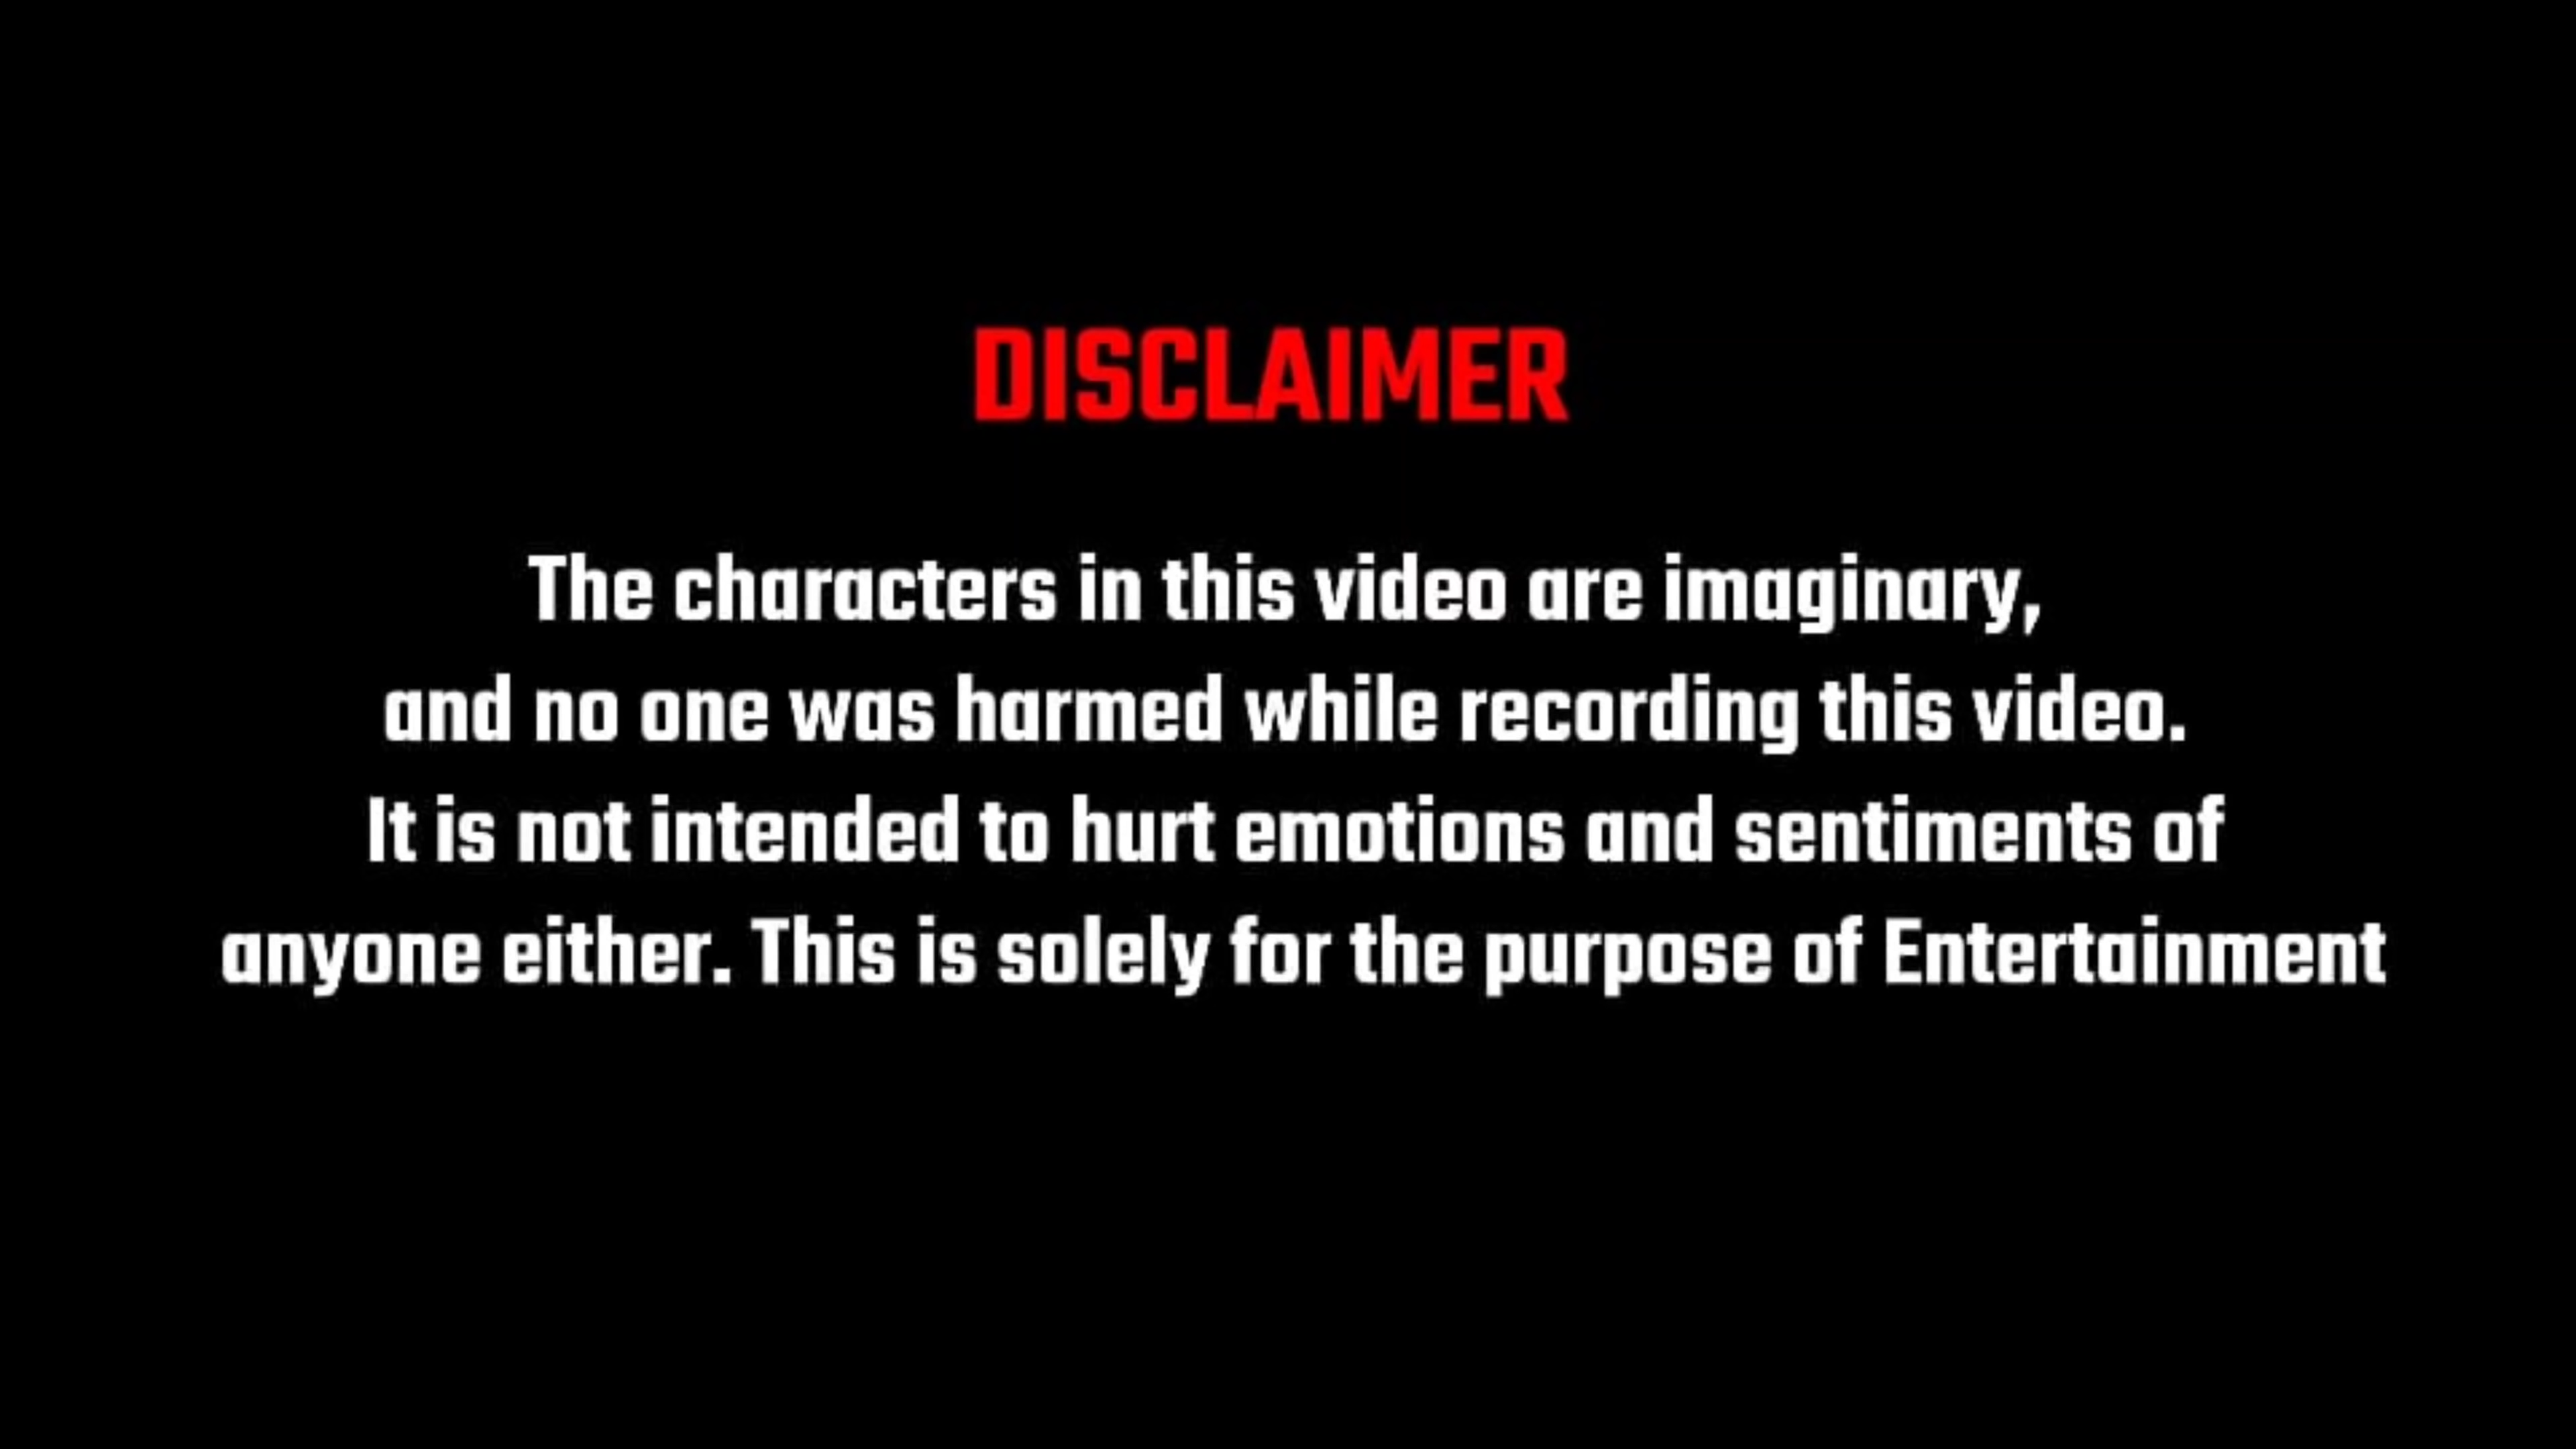 DISCLAIMER
The characters in this video are imaginary,
and no one was harmed while recording this video.
It is not intended to hurt emotions and sentiments of
anyone either. This is solely for the purpose of Entertainment